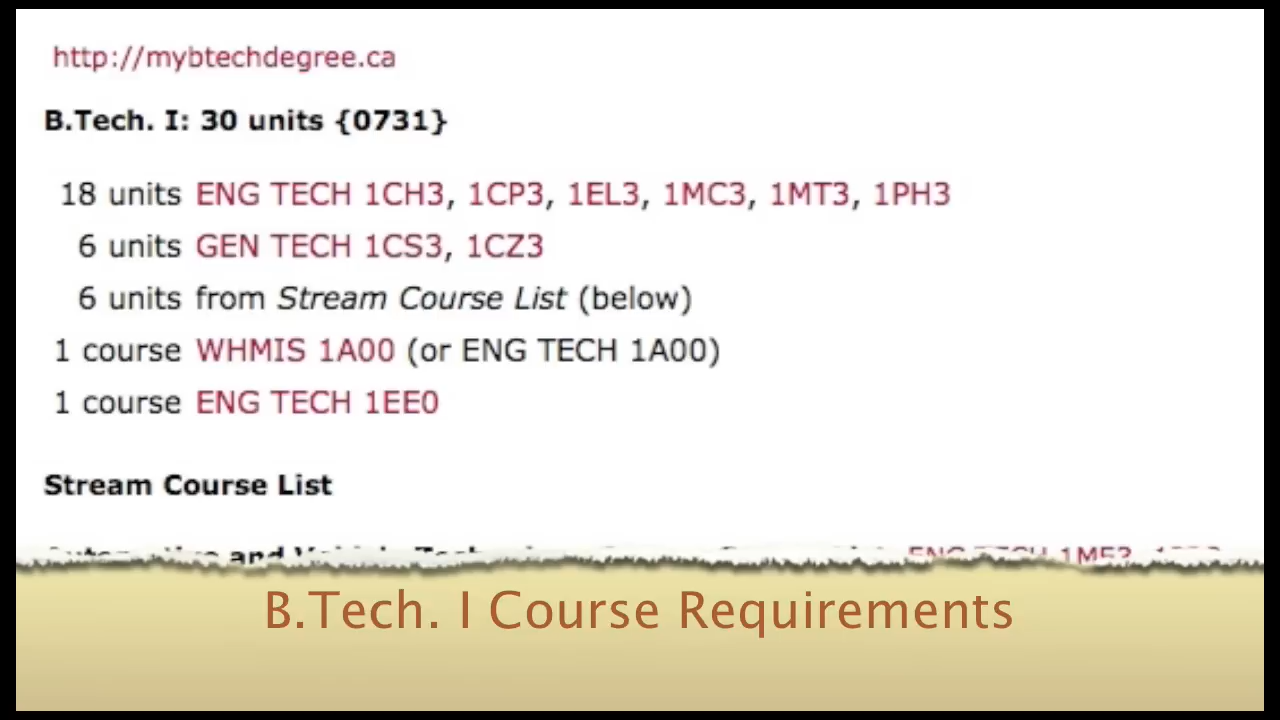 http://mybtechdegree.ca
B.Tech. I: 30 units {0731}
18 units ENG TECH 1CH3, 1CP3, 1EL3, 1MC3, 1MT3, 1PH3
6 units GEN TECH 1CS3, 1CZ3
6 units from Stream Course List (below)
1 course WHMIS 1A00 (or ENG TECH 1A00)
1 course ENG TECH 1EE0
Stream Course List
and
B.Tech. I Course Requirements